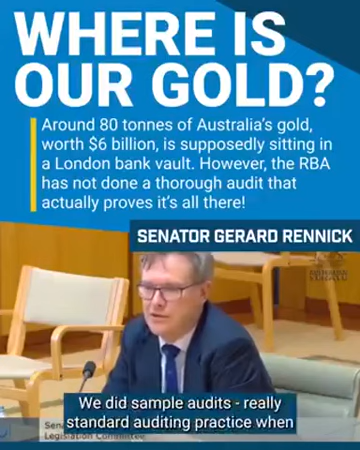 WHERE IS
OUR GOLD?
Around 80 tonnes of Australia's gold,
worth $6 billion, is supposedly sitting in
a London bank vault. However, the RBA
has not done a thorough audit that
actually proves it's all there!
SENATOR GERARD RENNICK
We did sample audits - really
standard auditing practice when
Legislation Committee